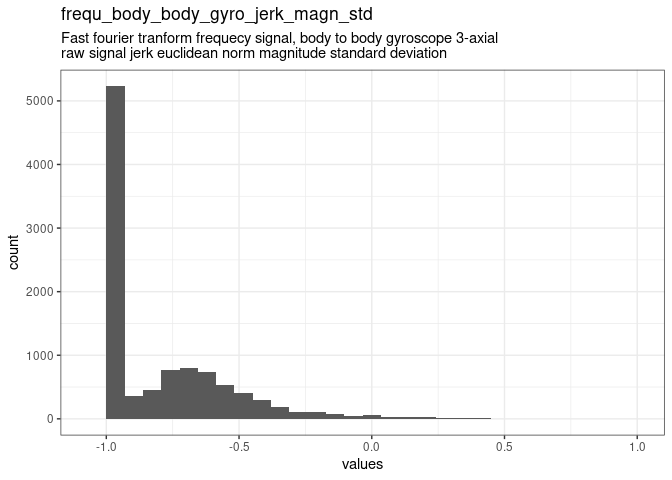 frequ_body_body_gyro_jerk_magn_std
Fast fourier tranform frequecy signal, body to body gyroscope 3-axial
raw signal jerk euclidean norm magnitude standard deviation
5000
4000
3000
2000
1000
0
count
-1.0
-0.5
0.0
0.5
1.0
values